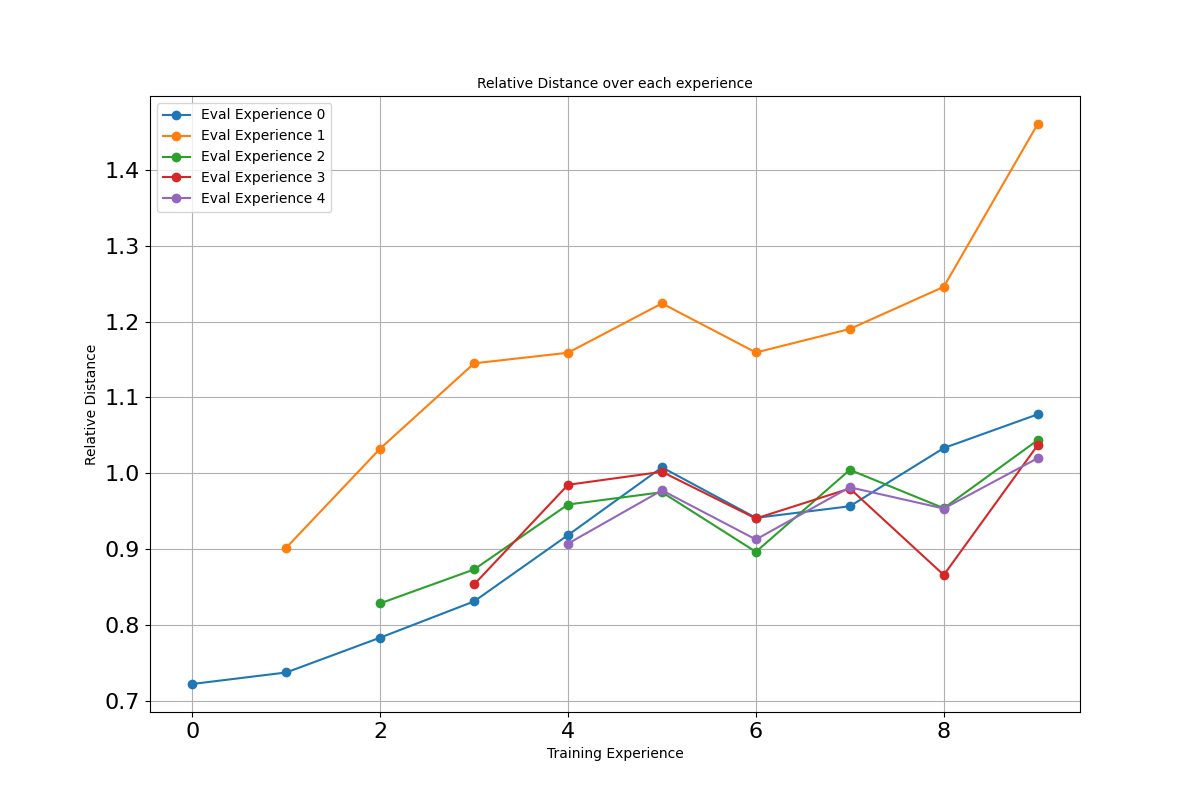 Relative Distance over each experience
Eval Experience 0
Eval Experience 1
Eval Experience 2
Eval Experience 3
Eval Experience 4
1.4
1.3
1.2
1.1
1.0
0.9
0.8
0.7
Relative Distance
0 2 4 6 8
Training Experience